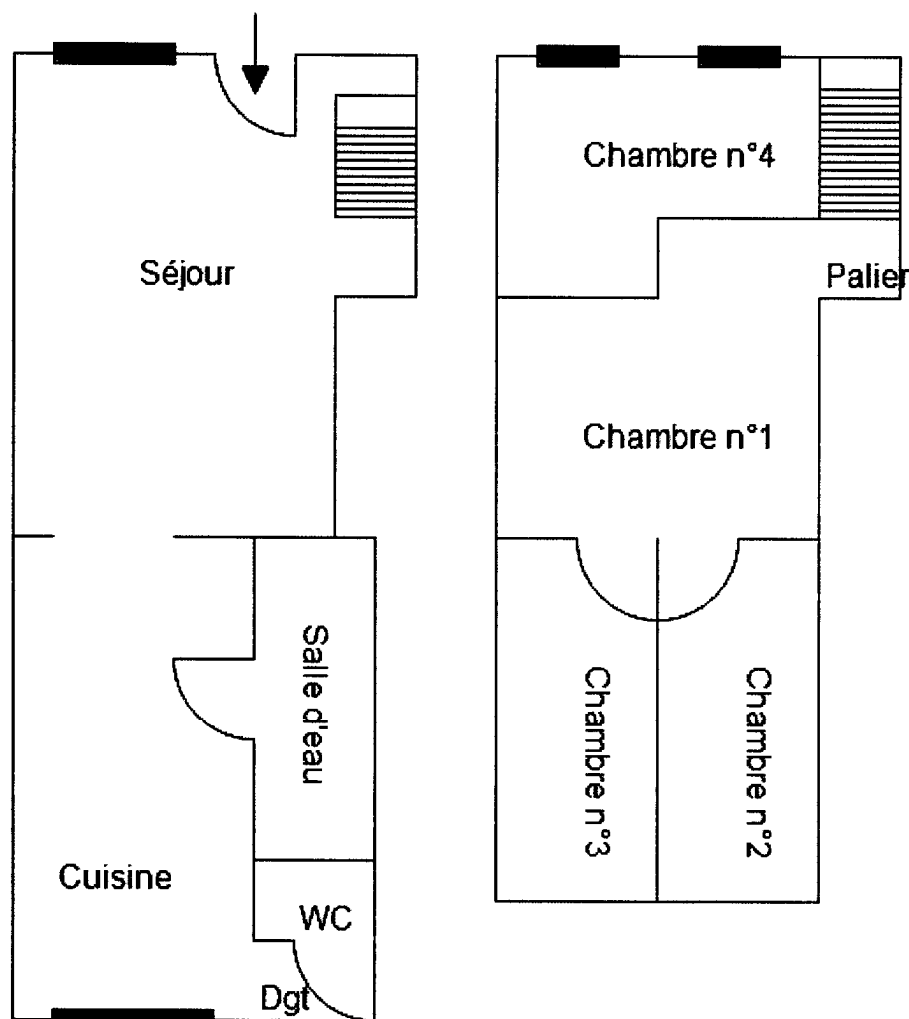 Séjour
Salle d'eau
Cuisine
WC
Dgt
Chambre n°4
Palier
Chambre n°1
Chambre n°3
Chambre n°2